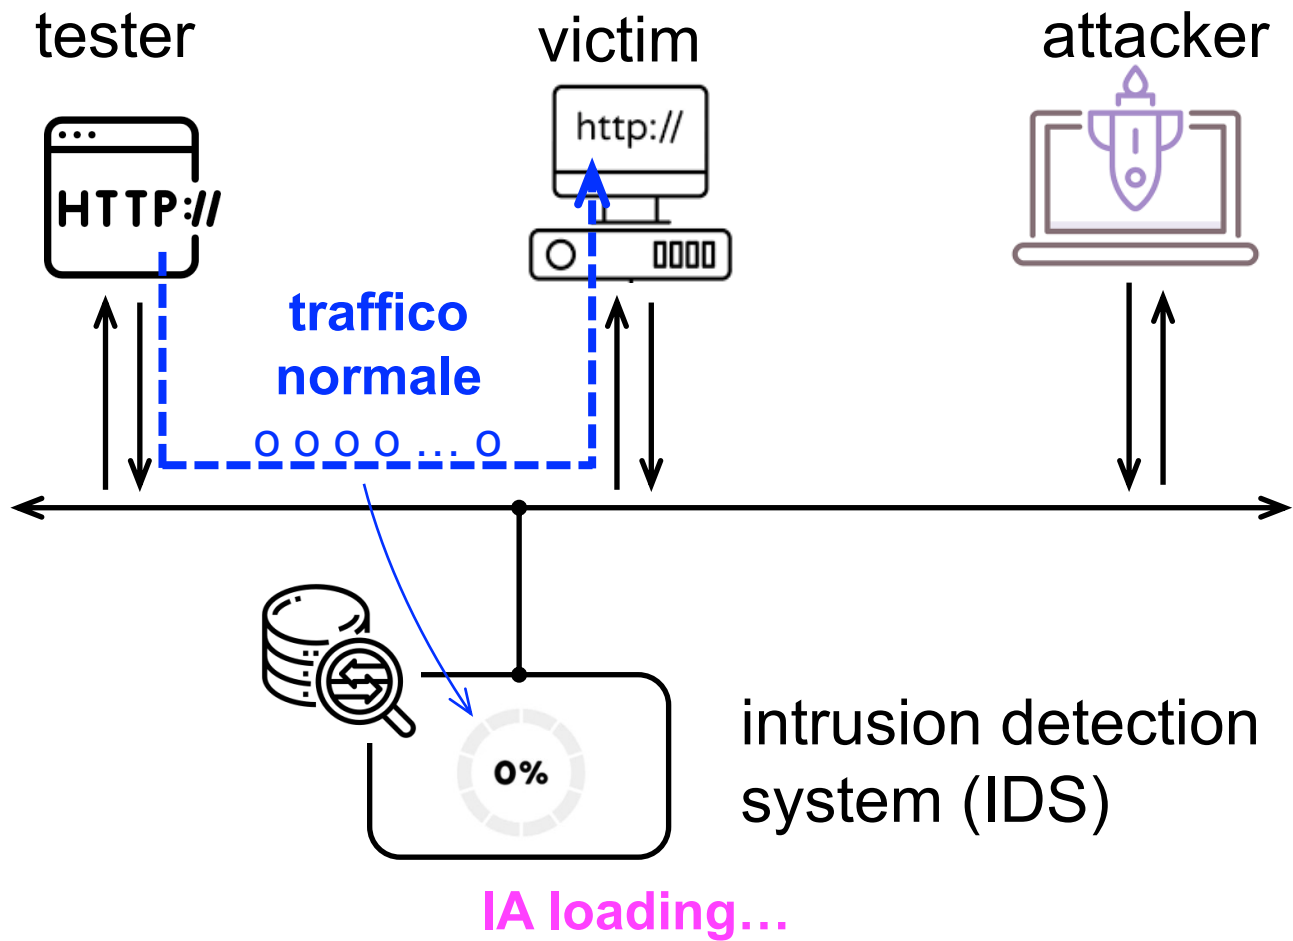 tester
victim
attacker
HTTP://
http://
traffico
normale
o o o o ... o
0%
intrusion detection
system (IDS)
IA loading...